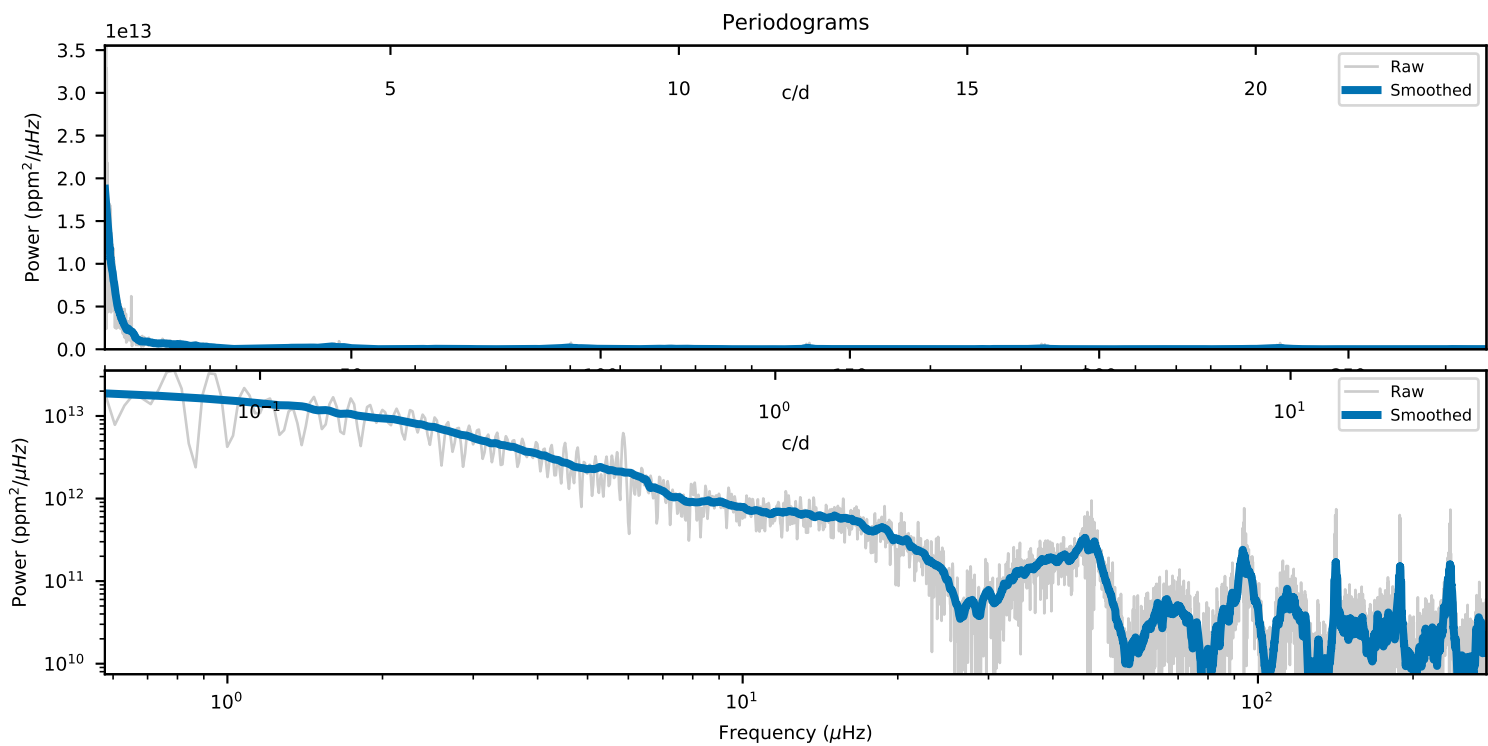 Periodograms
1e13
3.5
3.0
2.5
2.0
1.5
1.0
0.5
0.0
Power (ppm²/μHz)
5
10
15
20
c/d
Raw
Smoothed
10¹³
10¹²
10¹¹
10¹⁰
Power (ppm²/μHz)
10⁻¹
10⁰
10¹
c/d
Raw
Smoothed
10⁰
10¹
10²
Frequency (μHz)